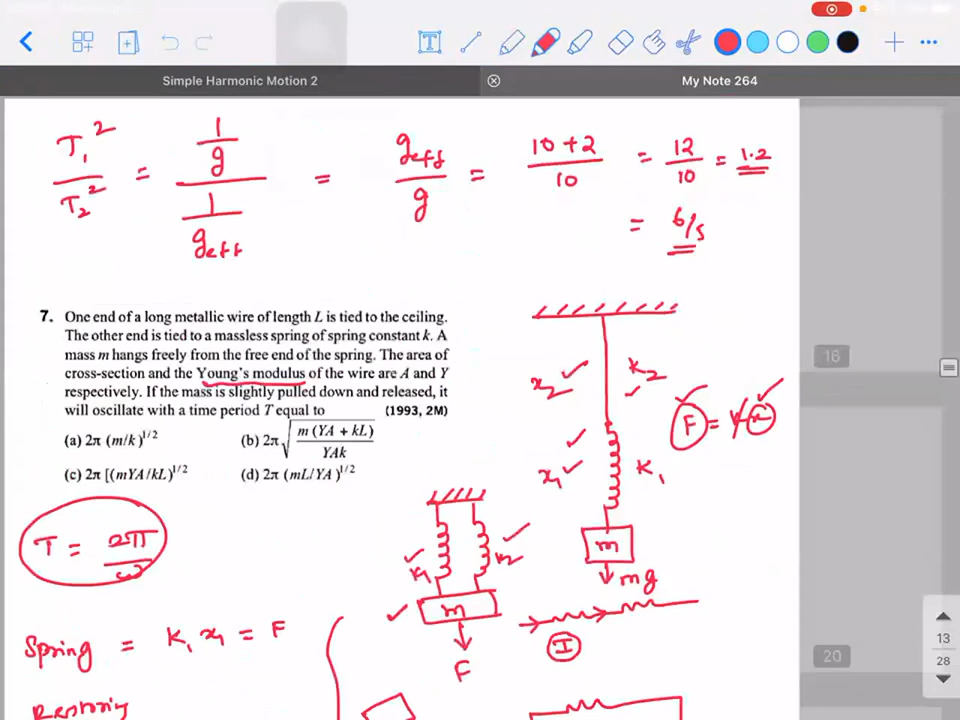 Simple Harmonic Motion 2
My Note 264
T₁² / T₂² = (1/g) / (1/geff) = geff / g = 10+2 / 10 = 12/10 = 1.2
= 6/5
7. One end of a long metallic wire of length L is tied to the ceiling.
The other end is tied to a massless spring of spring constant k. A
mass m hangs freely from the free end of the spring. The area of
cross-section and the Young's modulus of the wire are A and Y
respectively. If the mass is slightly pulled down and released, it
will oscillate with a time period T equal to (1993, 2M)
(a) 2π (m/k)^1/2 (b) 2π √(m (YA + kL) / YAk)
(c) 2π [(mYA/kL)^1/2 (d) 2π (mL/YA)^1/2
x₂ K₂
F = K x
x₁ K₁
m
mg
T = 2π / ω
K₁ K₂
m
F
I
Spring = K₁ x₁ = F
Restoring
16
20
13
28